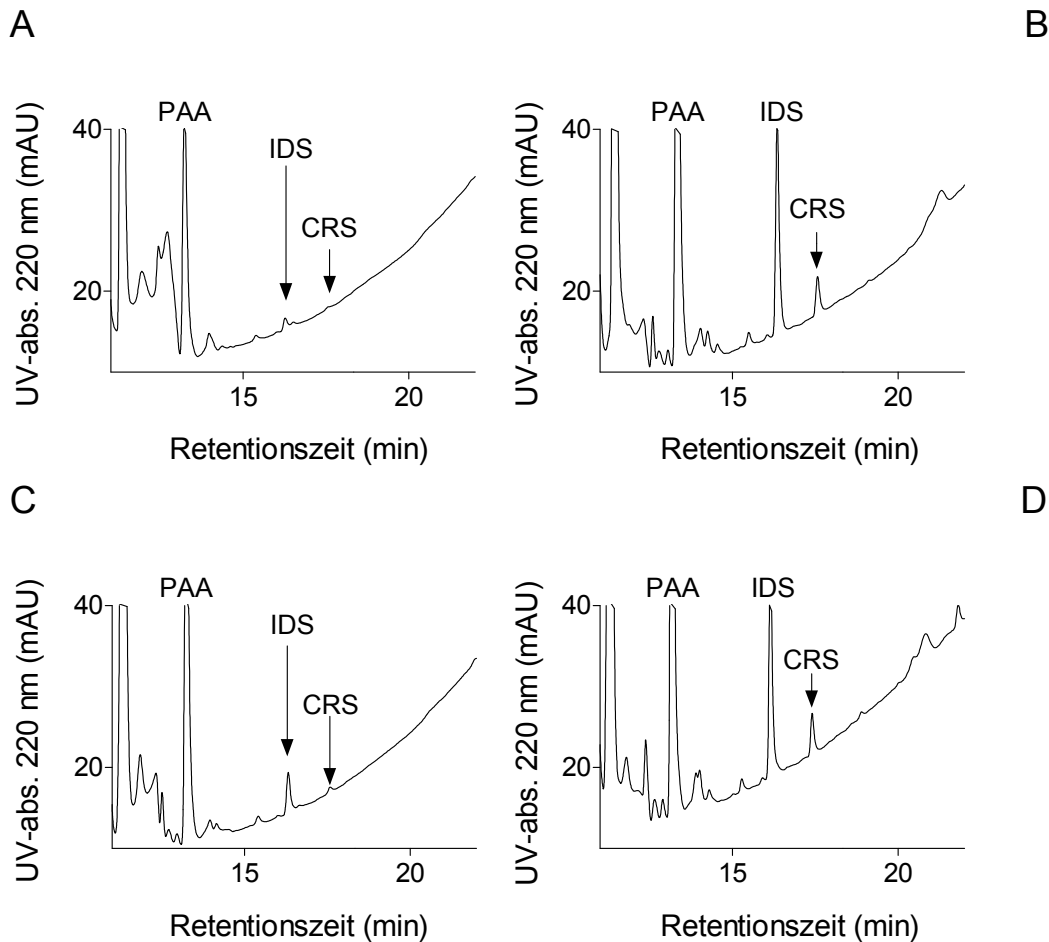 A
B
UV-abs. 220 nm (mAU)
40
20
PAA
IDS
CRS
15
20
Retentionszeit (min)
UV-abs. 220 nm (mAU)
40
20
PAA
IDS
CRS
15
20
Retentionszeit (min)
C
D
UV-abs. 220 nm (mAU)
40
20
PAA
IDS
CRS
15
20
Retentionszeit (min)
UV-abs. 220 nm (mAU)
40
20
PAA
IDS
CRS
15
20
Retentionszeit (min)